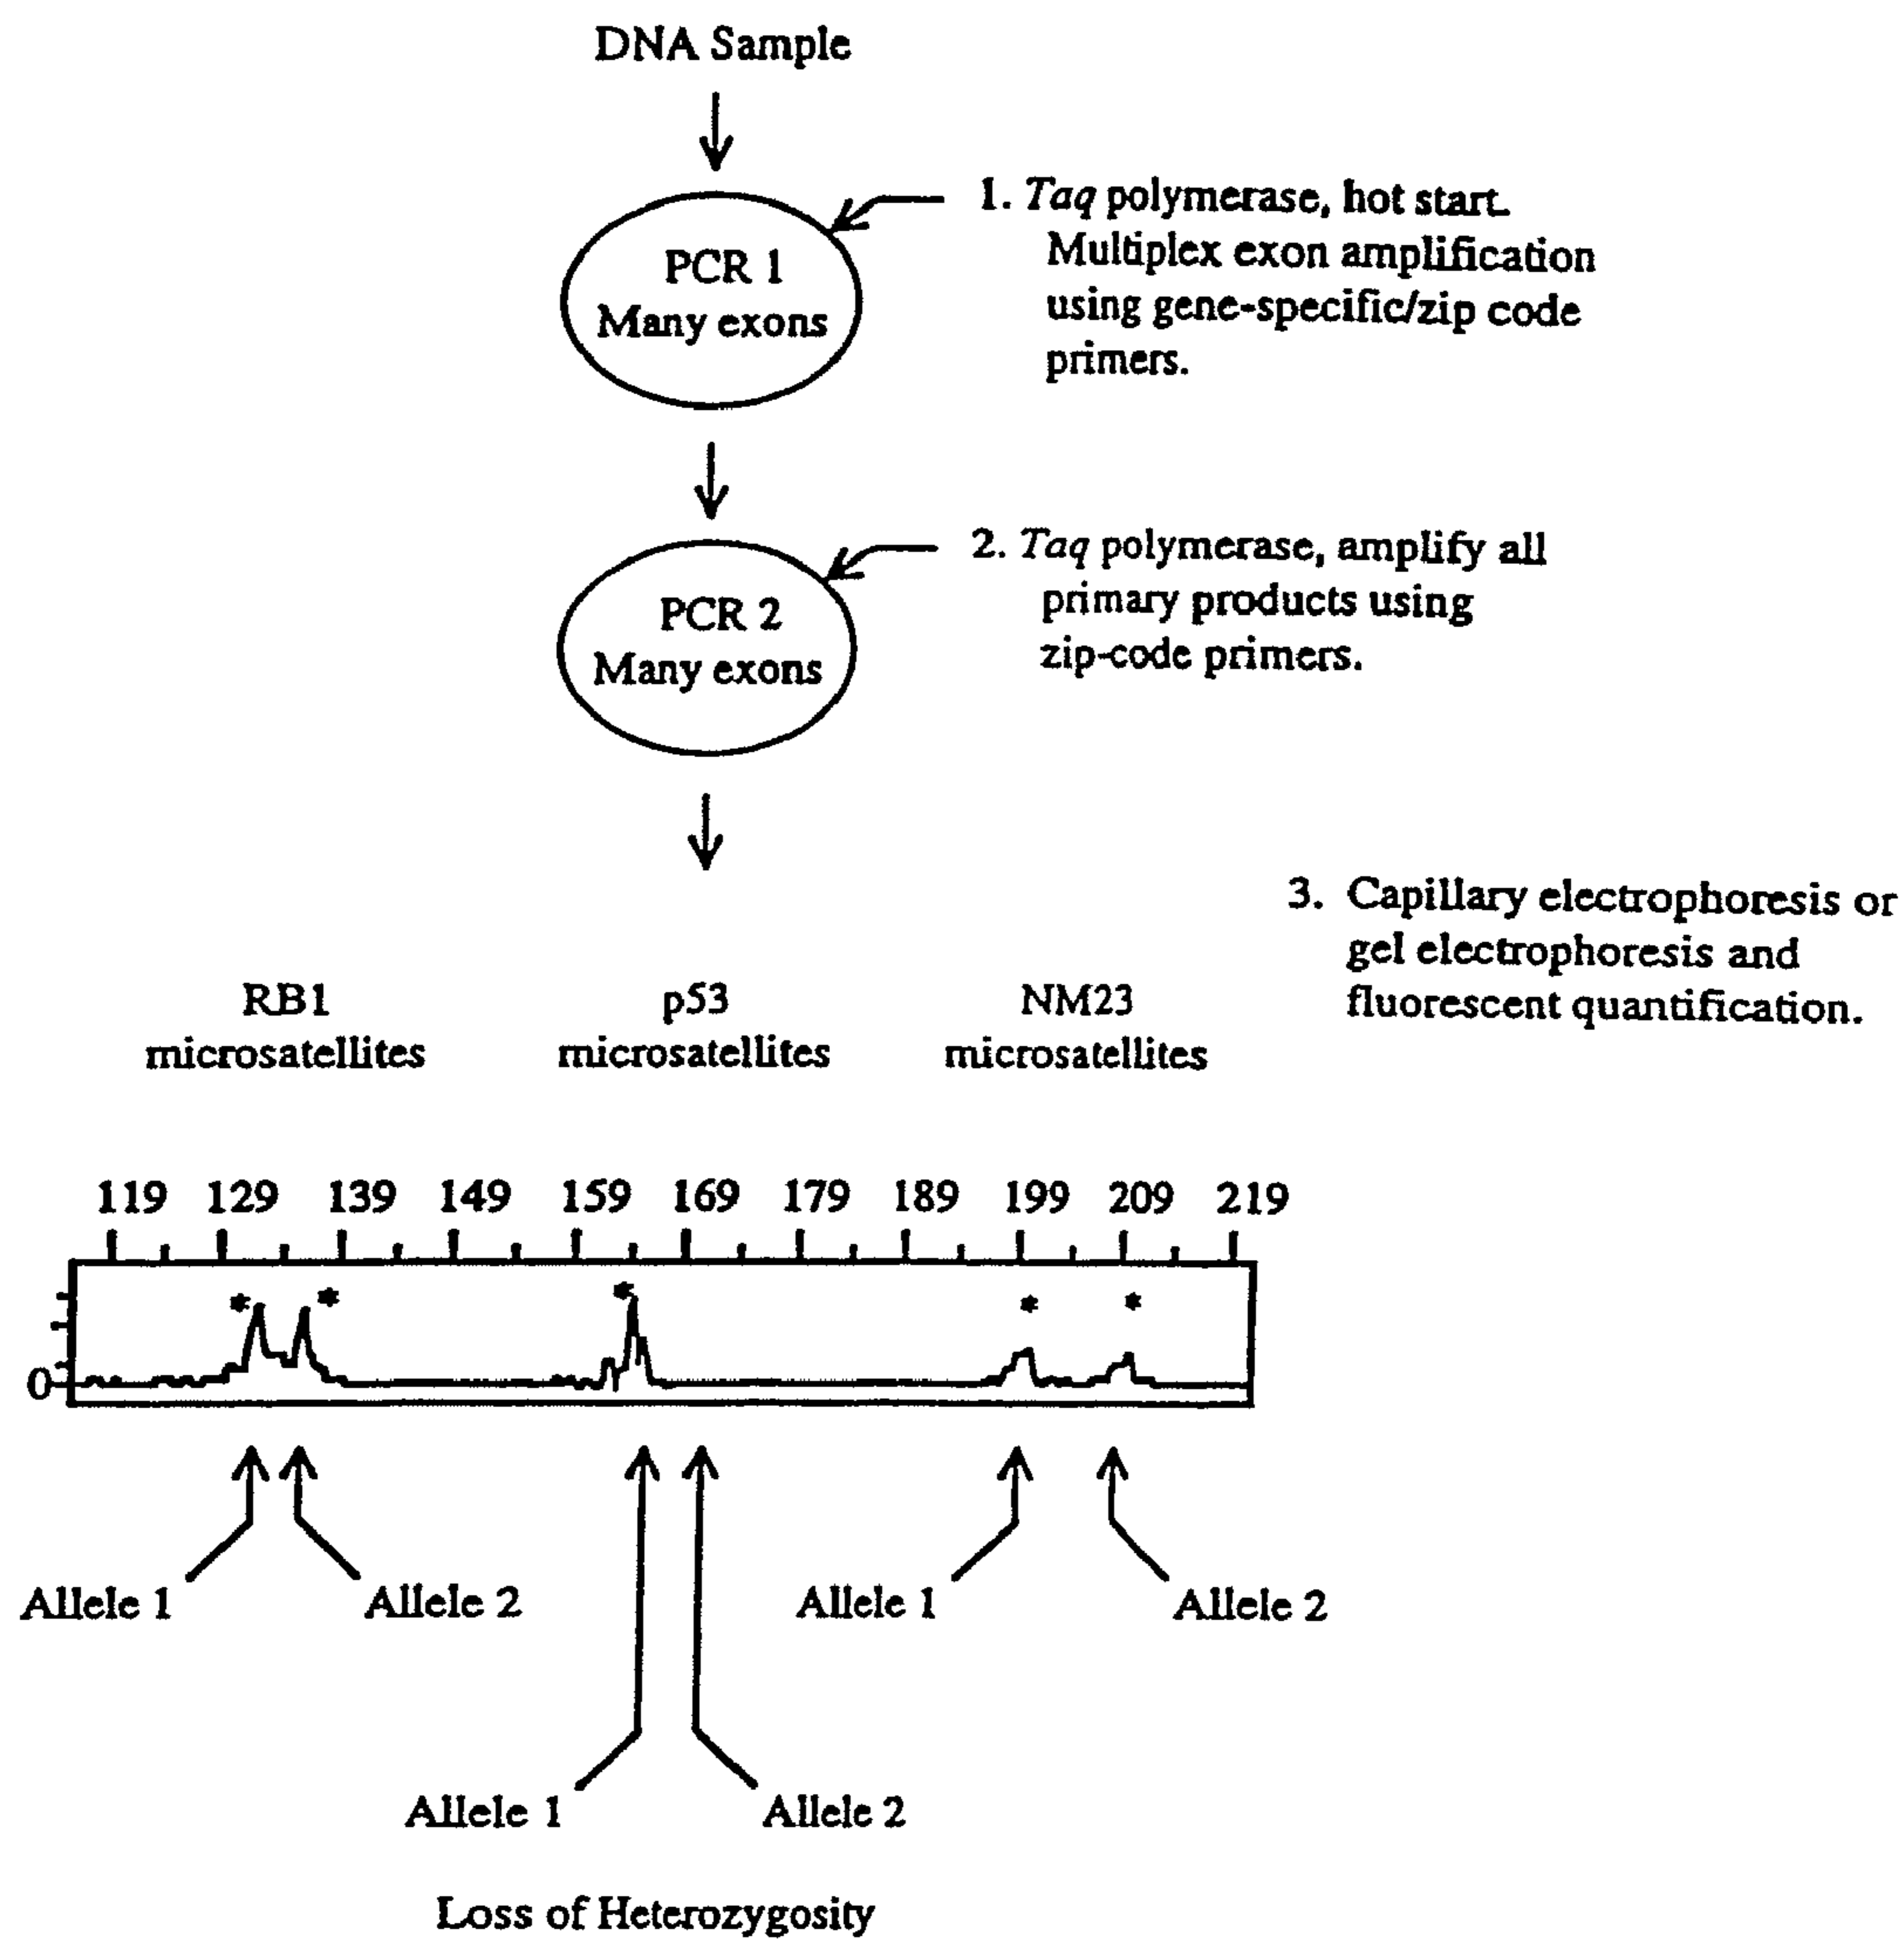 DNA Sample
PCR 1
Many exons
1. Taq polymerase, hot start.
Multiplex exon amplification
using gene-specific/zip code
primers.
PCR 2
Many exons
2. Taq polymerase, amplify all
primary products using
zip-code primers.
3. Capillary electrophoresis or
gel electrophoresis and
fluorescent quantification.
RB1
microsatellites
p53
microsatellites
NM23
microsatellites
119 129 139 149 159 169 179 189 199 209 219
* * * * *
0
Allele 1
Allele 2
Allele 1
Allele 2
Allele 1
Allele 2
Loss of Heterozygosity